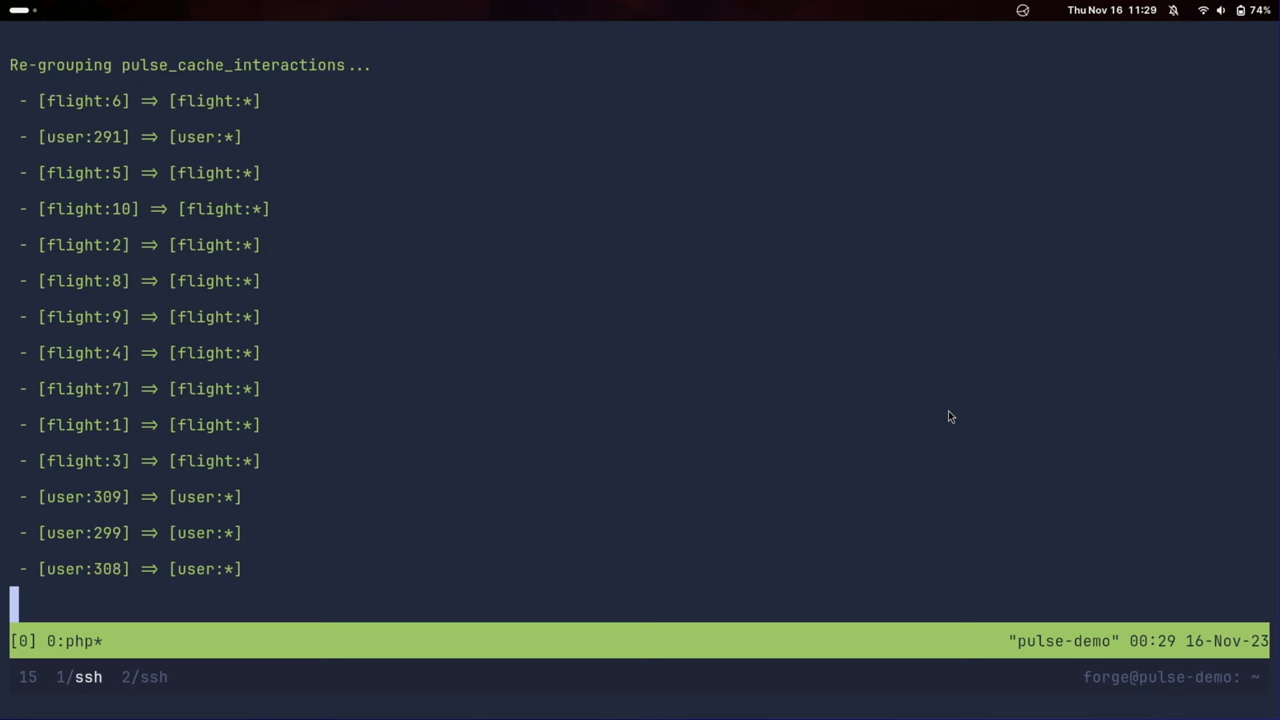 Thu Nov 16 11:29 74%
Re-grouping pulse_cache_interactions...
- [flight:6] => [flight:*]
- [user:291] => [user:*]
- [flight:5] => [flight:*]
- [flight:10] => [flight:*]
- [flight:2] => [flight:*]
- [flight:8] => [flight:*]
- [flight:9] => [flight:*]
- [flight:4] => [flight:*]
- [flight:7] => [flight:*]
- [flight:1] => [flight:*]
- [flight:3] => [flight:*]
- [user:309] => [user:*]
- [user:299] => [user:*]
- [user:308] => [user:*]
[0] 0:php* "pulse-demo" 00:29 16-Nov-23
15 1/ssh 2/ssh forge@pulse-demo: ~